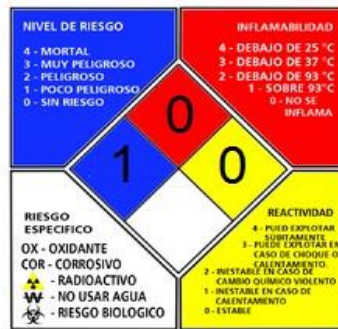 NIVEL DE RIESGO
4 - MORTAL
3 - MUY PELIGROSO
2 - PELIGROSO
1 - POCO PELIGROSO
0 - SIN RIESGO
INFLAMABILIDAD
4 - DEBAJO DE 25 °C
3 - DEBAJO DE 37 °C
2 - DEBAJO DE 93 °C
1 - SOBRE 93°C
0 - NO SE
INFLAMA
0
1
0
RIESGO
ESPECIFICO
OX - OXIDANTE
COR - CORROSIVO
- RADIOACTIVO
W - NO USAR AGUA
- RIESGO BIOLOGICO
REACTIVIDAD
4 - PUED EXPLOTAR
SÚBITAMENTE
3 - PUEDE EXPLOTAR EN
CASO DE CHOQUE O
CALENTAMIENTO.
2 - INESTABLE EN CASO DE
CAMBIO QUÍMICO VIOLENTO
1 - INESTABLE EN CASO DE
CALENTAMIENTO
0 - ESTABLE